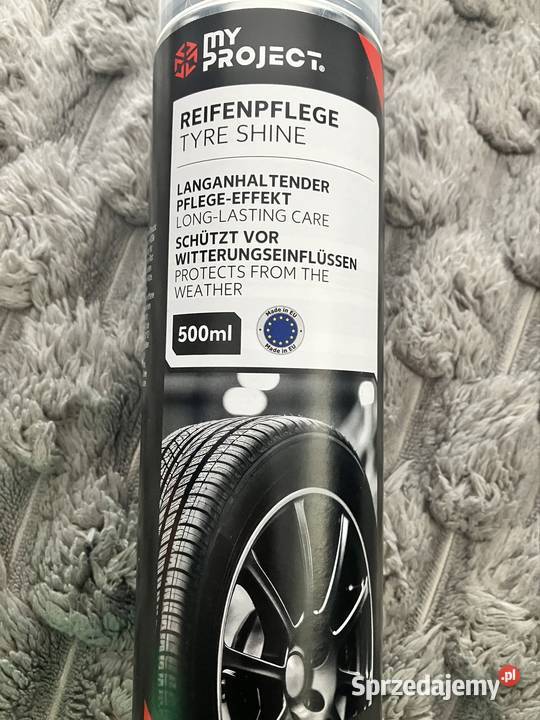 MY
PROJECT®
REIFENPFLEGE
TYRE SHINE
LANGANHALTENDER
PFLEGE-EFFEKT
LONG-LASTING CARE
SCHÜTZT VOR
WITTERUNGSEINFLÜSSEN
PROTECTS FROM THE
WEATHER
500ml
Made in EU
Made in EU
Sprzedajemy.pl